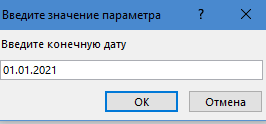 Введите значение параметра ?
Введите конечную дату
01.01.2021
ОК Отмена